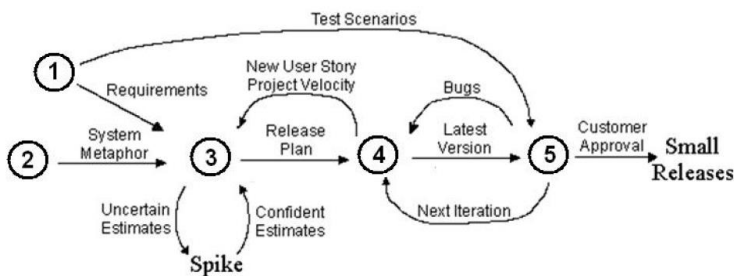 Test Scenarios
1
Requirements
New User Story
Project Velocity
Bugs
2
System
Metaphor
3
Release
Plan
4
Latest
Version
5
Customer
Approval
Small
Releases
Uncertain
Estimates
Confident
Estimates
Next Iteration
Spike